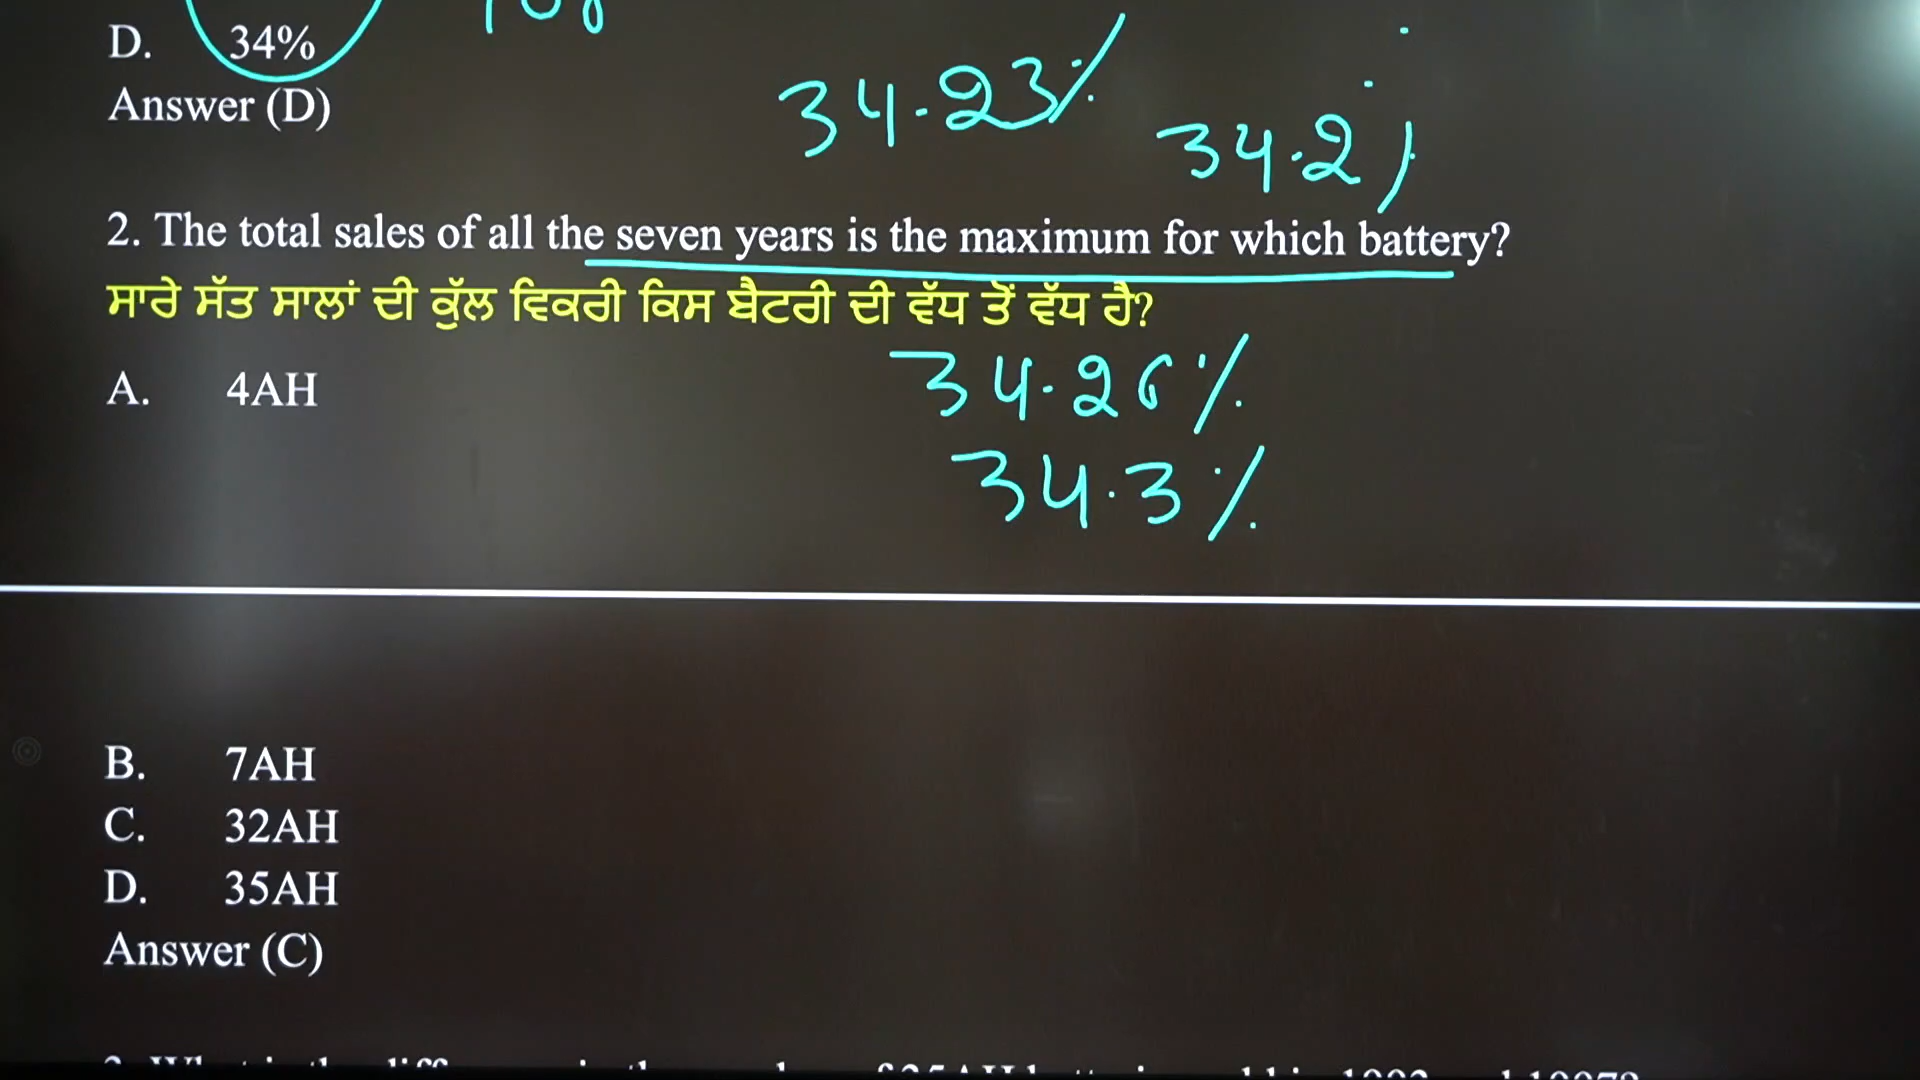 D. 34%
Answer (D)
34.23%
34.2
2. The total sales of all the seven years is the maximum for which battery?
ਸਾਰੇ ਸੱਤ ਸਾਲਾਂ ਦੀ ਕੁੱਲ ਵਿਕਰੀ ਕਿਸ ਬੈਟਰੀ ਦੀ ਵੱਧ ਤੋਂ ਵੱਧ ਹੈ?
A. 4AH
34.26%
34.3%
B. 7AH
C. 32AH
D. 35AH
Answer (C)